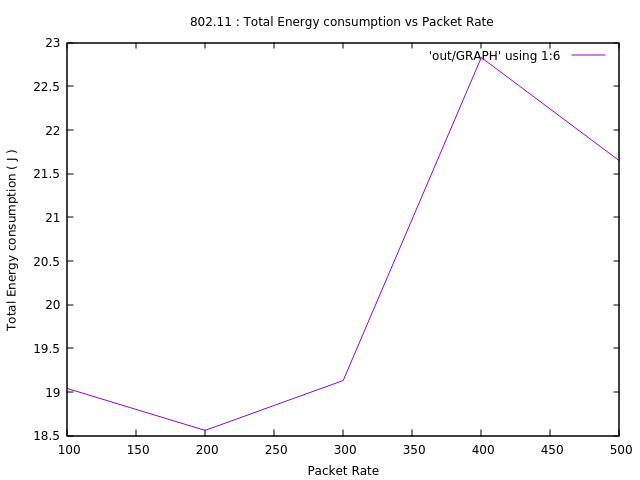 802.11 : Total Energy consumption vs Packet Rate
'out/GRAPH' using 1:6
Total Energy consumption ( J )
23
22.5
22
21.5
21
20.5
20
19.5
19
18.5
100 150 200 250 300 350 400 450 500
Packet Rate